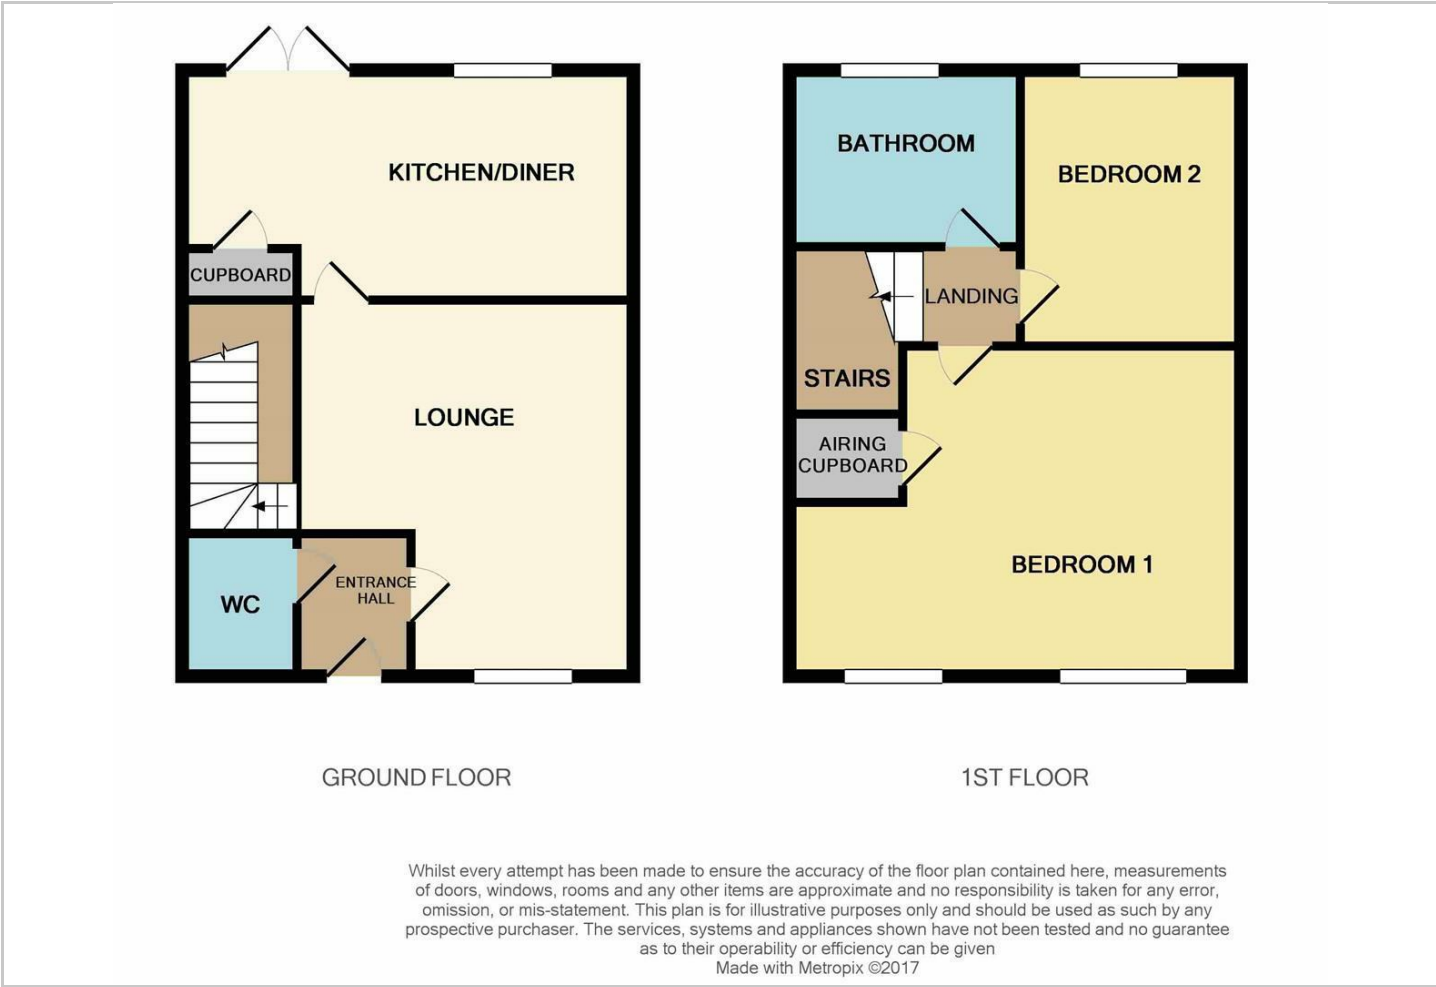 KITCHEN/DINER
CUPBOARD
LOUNGE
WC
ENTRANCE
HALL
GROUND FLOOR
BATHROOM
BEDROOM 2
LANDING
STAIRS
AIRING
CUPBOARD
BEDROOM 1
1ST FLOOR
Whilst every attempt has been made to ensure the accuracy of the floor plan contained here, measurements
of doors, windows, rooms and any other items are approximate and no responsibility is taken for any error,
omission, or mis-statement. This plan is for illustrative purposes only and should be used as such by any
prospective purchaser. The services, systems and appliances shown have not been tested and no guarantee
as to their operability or efficiency can be given
Made with Metropix ©2017